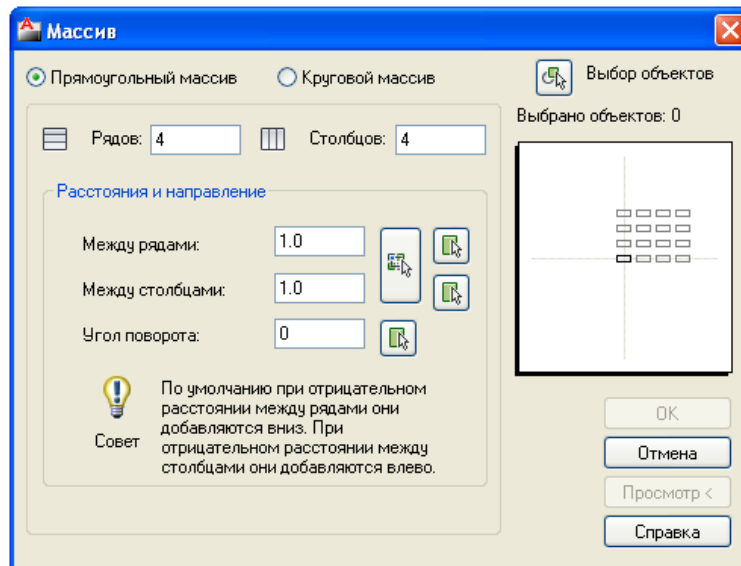 Массив
Прямоугольный массив Круговой массив Выбор объектов
Выбрано объектов: 0
Рядов: 4 Столбцов: 4
Расстояния и направление
Между рядами: 1.0
Между столбцами: 1.0
Угол поворота: 0
По умолчанию при отрицательном
расстоянии между рядами они
добавляются вниз. При
отрицательном расстоянии между
столбцами они добавляются влево.
Совет
ОК
Отмена
Просмотр <
Справка